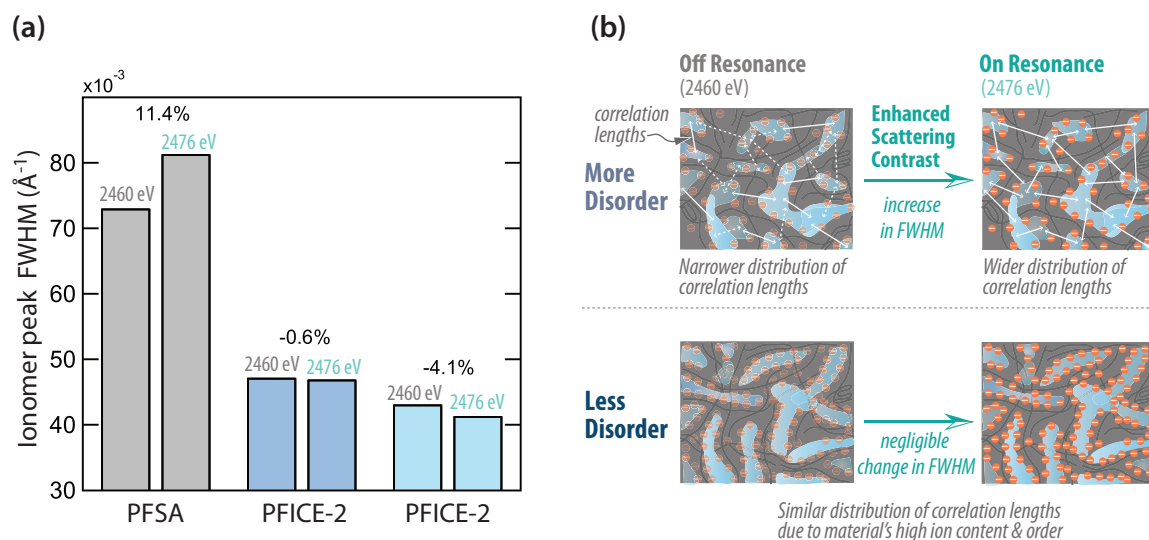 (a)
x10⁻³
Ionomer peak FWHM (Å⁻¹)
80
70
60
50
40
30
11.4%
2460 eV
2476 eV
-0.6%
2460 eV
2476 eV
-4.1%
2460 eV
2476 eV
PFSA
PFICE-2
PFICE-2
(b)
Off Resonance
(2460 eV)
On Resonance
(2476 eV)
correlation
lengths
More
Disorder
Enhanced
Scattering
Contrast
increase
in FWHM
Narrower distribution of
correlation lengths
Wider distribution of
correlation lengths
Less
Disorder
negligible
change in FWHM
Similar distribution of correlation lengths
due to material's high ion content & order